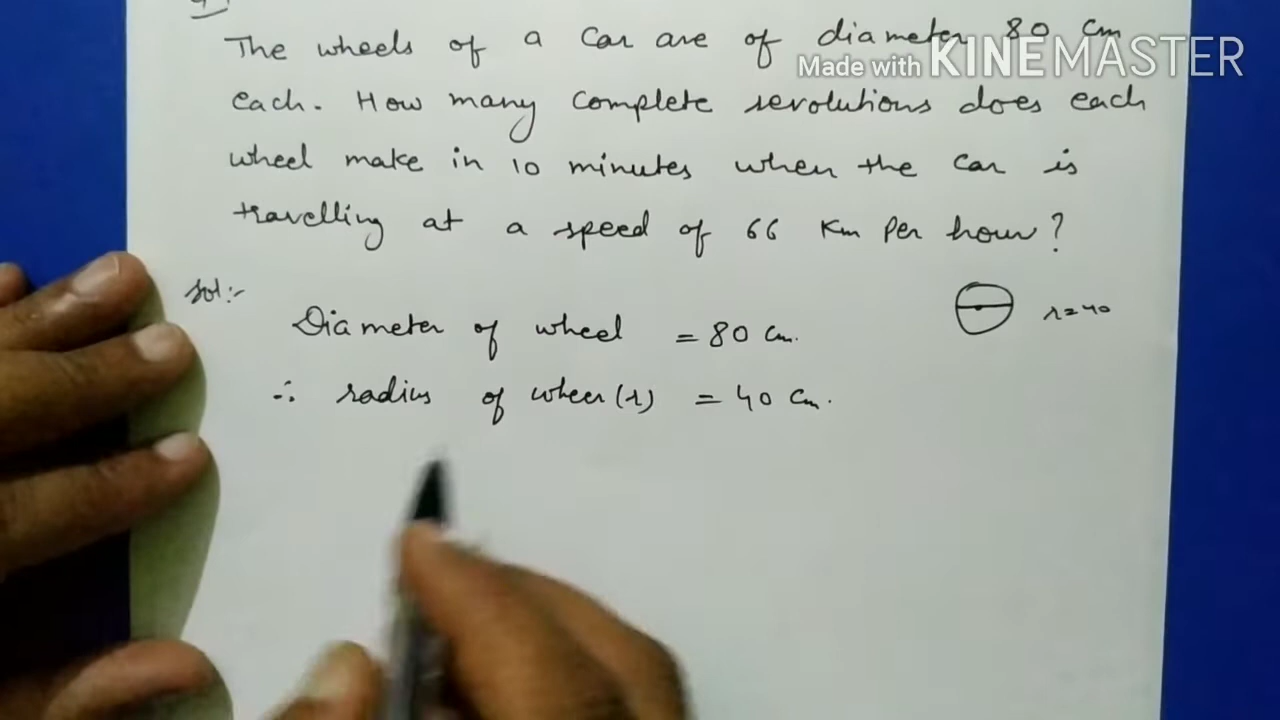 The wheels of a car are of diameter 80 cm
Made with KINEMASTER
each. How many complete revolutions does each
wheel make in 10 minutes when the car is
travelling at a speed of 66 Km Per hour?
Sol:-
Diameter of wheel = 80 cm.
r=40
∴ radius of wheel (r) = 40 cm.